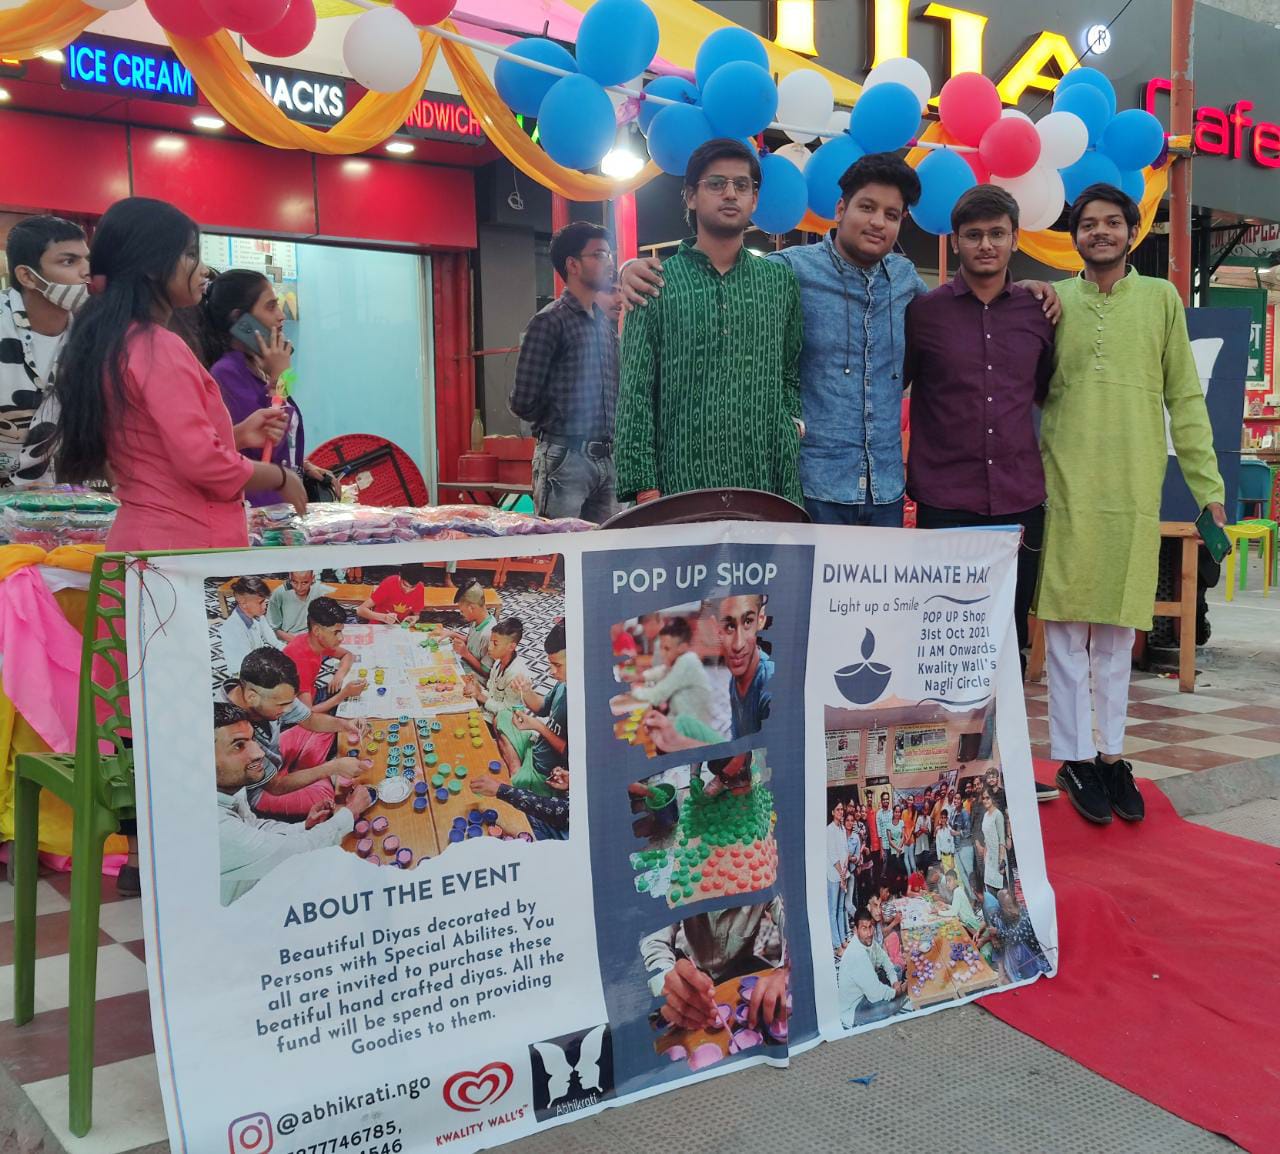 ICE CREAM
NACKS
NDWICH
Cafe
POP UP SHOP
DIWALI MANATE HAI
Light up a Smile
POP UP Shop
31st Oct 2021
11 AM Onwards
Kwality Wall's
Nagli Circle
ABOUT THE EVENT
Beautiful Diyas decorated by
Persons with Special Abilites. You
all are invited to purchase these
beatiful hand crafted diyas. All the
fund will be spend on providing
Goodies to them.
@abhikrati.ngo
77746785,
1546
KWALITY WALL'S
Abhikrati